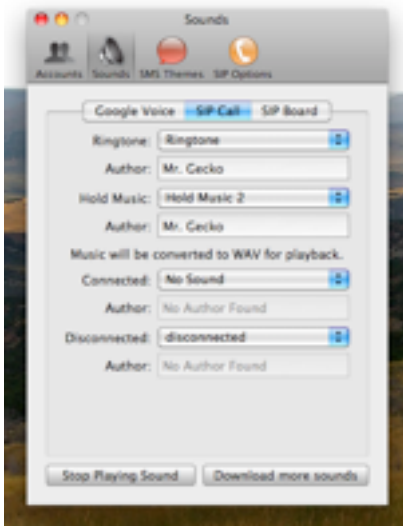 Sounds
Accounts Sounds SMS Themes SIP Options
Google Voice SIP Call SIP Board
Ringtone: Ringtone
Author: Mr. Gecko
Hold Music: Hold Music 2
Author: Mr. Gecko
Music will be converted to WAV for playback.
Connected: No Sound
Author: No Author Found
Disconnected: disconnected
Author: No Author Found
Stop Playing Sound Download more sounds